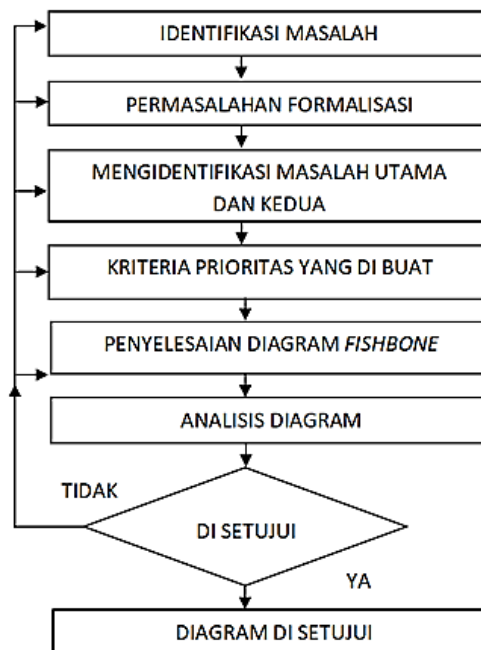 IDENTIFIKASI MASALAH
PERMASALAHAN FORMALISASI
MENGIDENTIFIKASI MASALAH UTAMA
DAN KEDUA
KRITERIA PRIORITAS YANG DI BUAT
PENYELESAIAN DIAGRAM FISHBONE
ANALISIS DIAGRAM
TIDAK
DI SETUJUI
YA
DIAGRAM DI SETUJUI